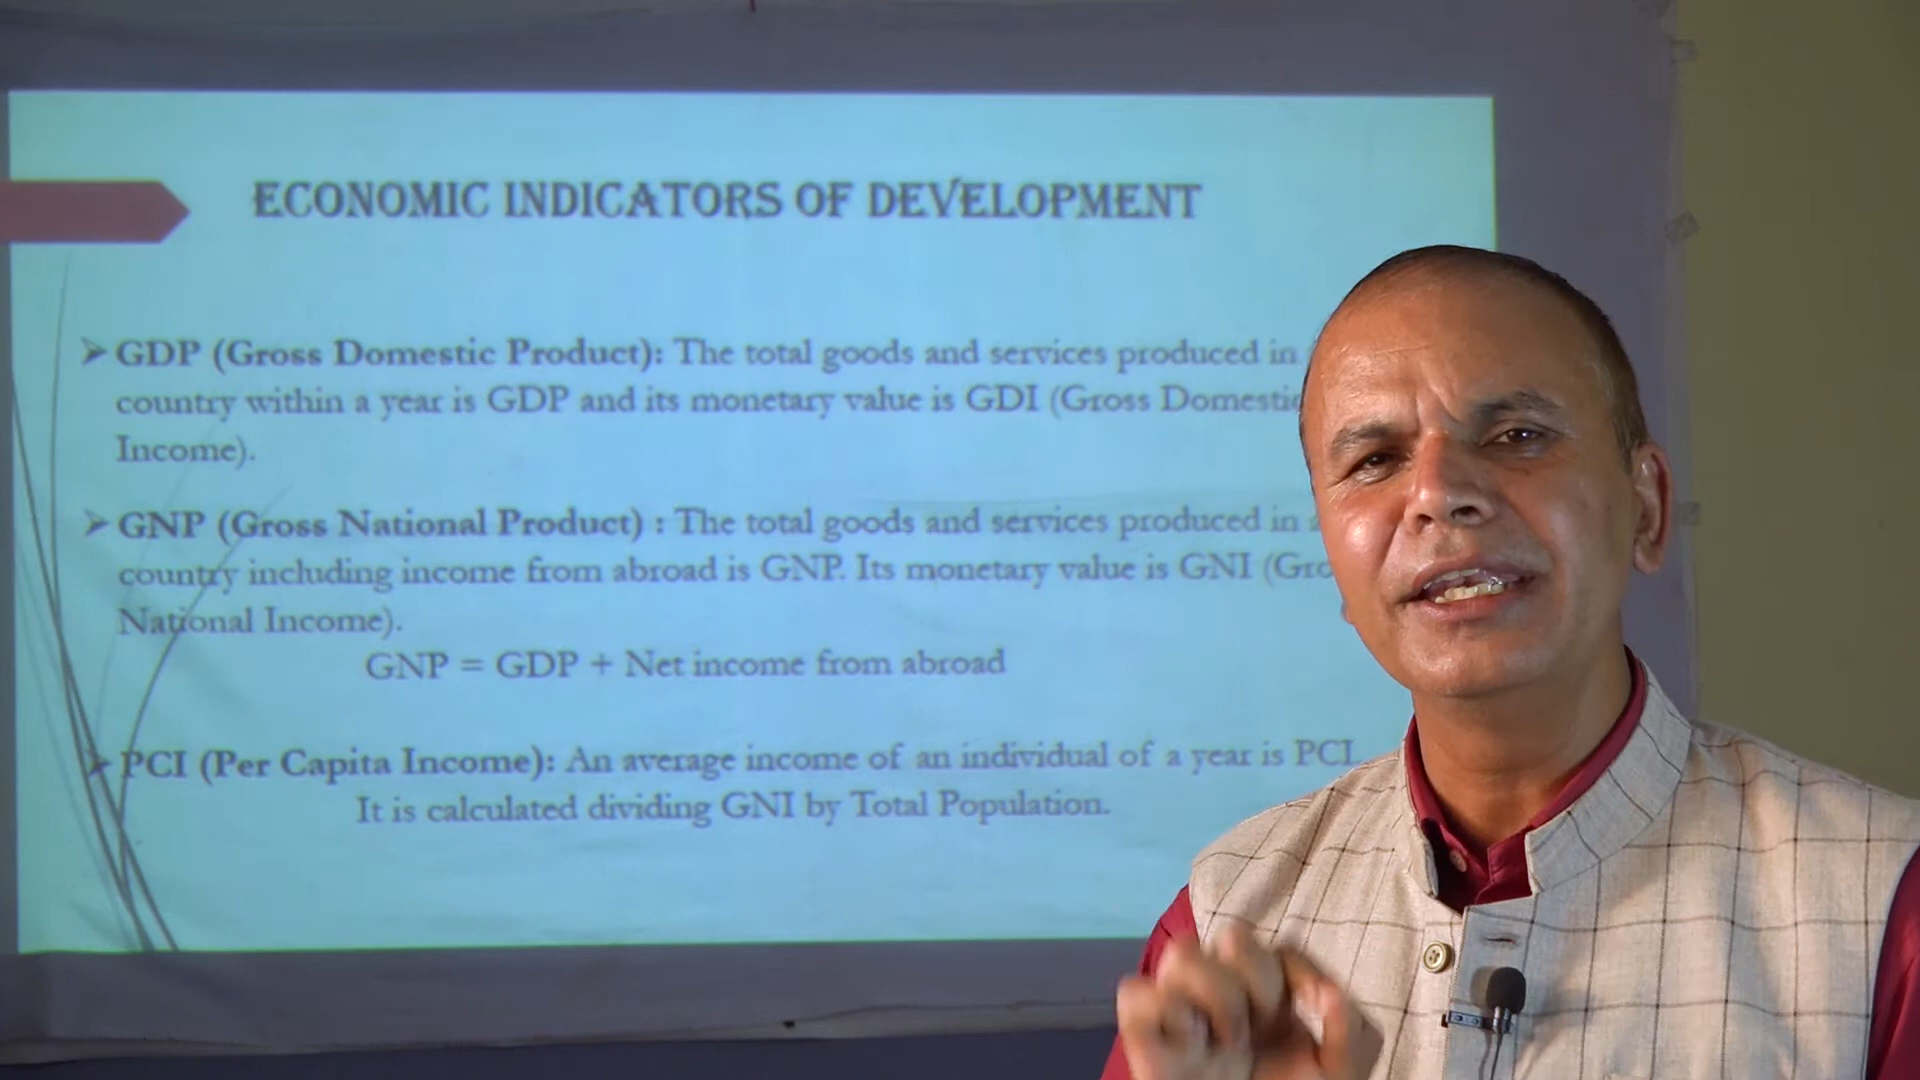 ECONOMIC INDICATORS OF DEVELOPMENT
GDP (Gross Domestic Product): The total goods and services produced in
country within a year is GDP and its monetary value is GDI (Gross Domestic
Income).
GNP (Gross National Product) : The total goods and services produced in a
country including income from abroad is GNP. Its monetary value is GNI (Gro
National Income).
GNP = GDP + Net income from abroad
PCI (Per Capita Income): An average income of an individual of a year is PCI.
It is calculated dividing GNI by Total Population.